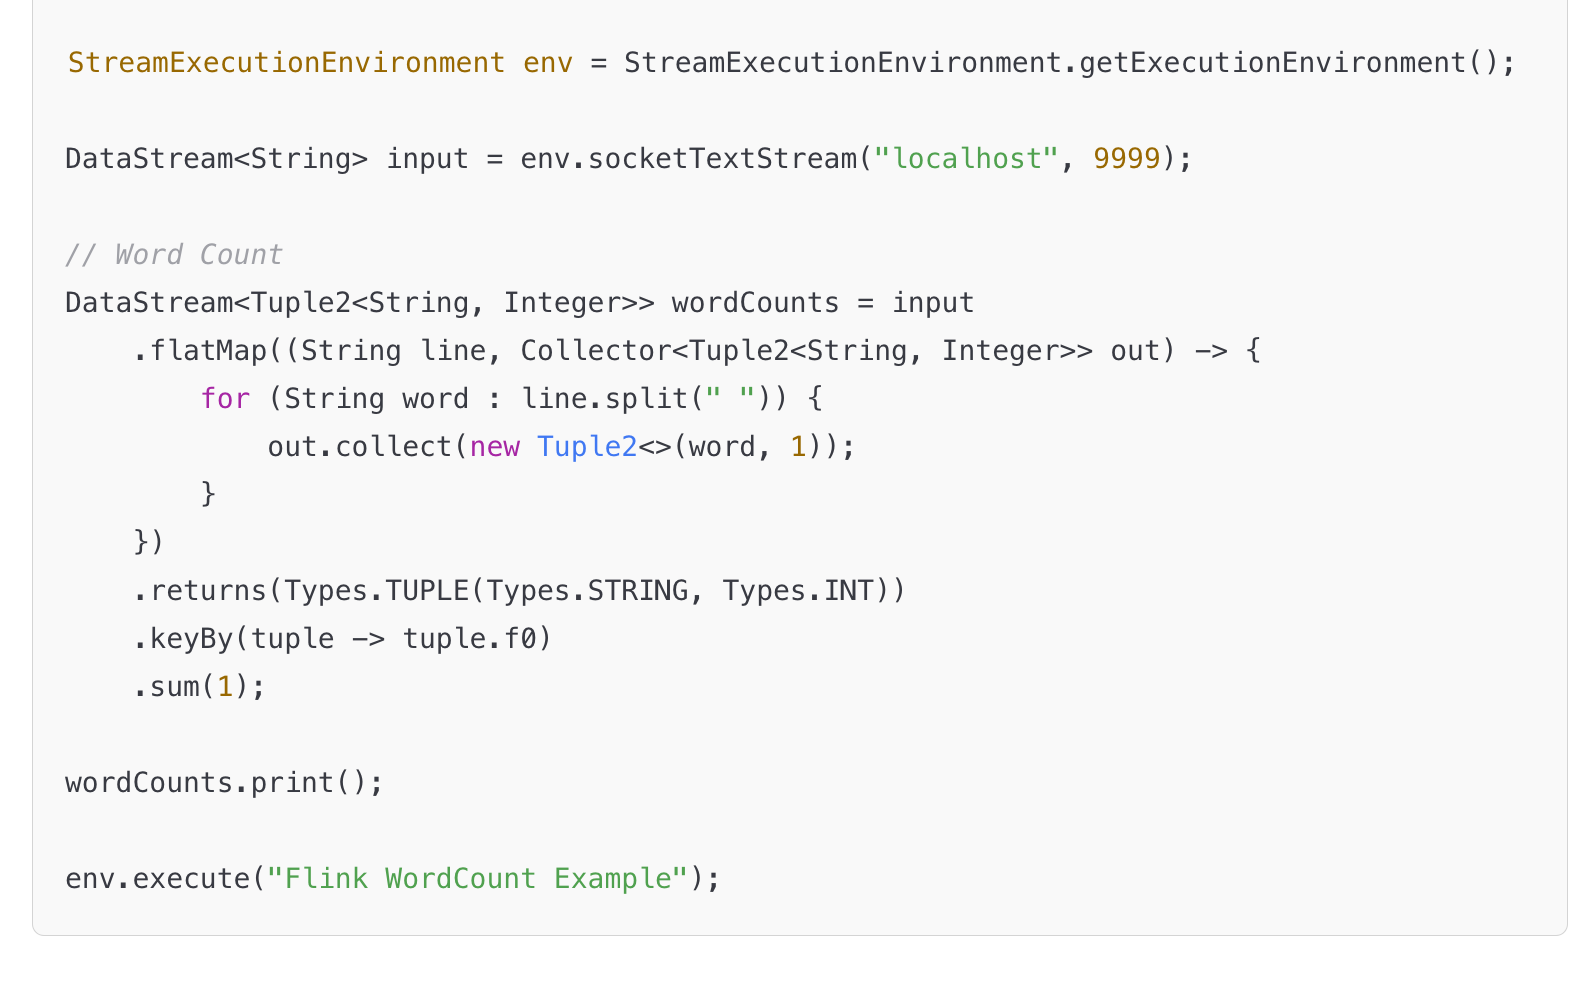 StreamExecutionEnvironment env = StreamExecutionEnvironment.getExecutionEnvironment();

DataStream<String> input = env.socketTextStream("localhost", 9999);

// Word Count
DataStream<Tuple2<String, Integer>> wordCounts = input
    .flatMap((String line, Collector<Tuple2<String, Integer>> out) -> {
        for (String word : line.split(" ")) {
            out.collect(new Tuple2<>(word, 1));
        }
    })
    .returns(Types.TUPLE(Types.STRING, Types.INT))
    .keyBy(tuple -> tuple.f0)
    .sum(1);

wordCounts.print();

env.execute("Flink WordCount Example");